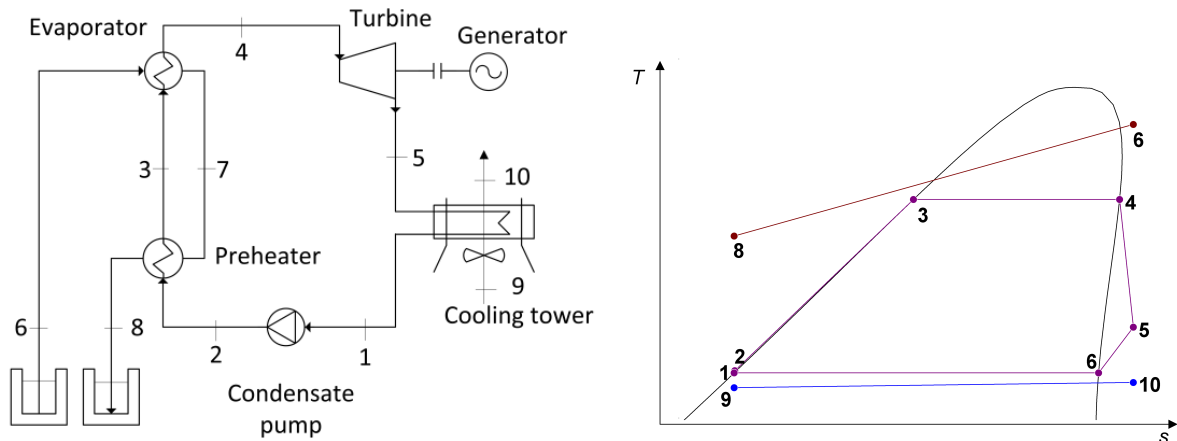 Turbine
Evaporator
Generator
4
3
7
5
10
Preheater
9
Cooling tower
6
8
2
1
Condensate
pump
T
6
3
4
8
5
2
1
6
9
10
s